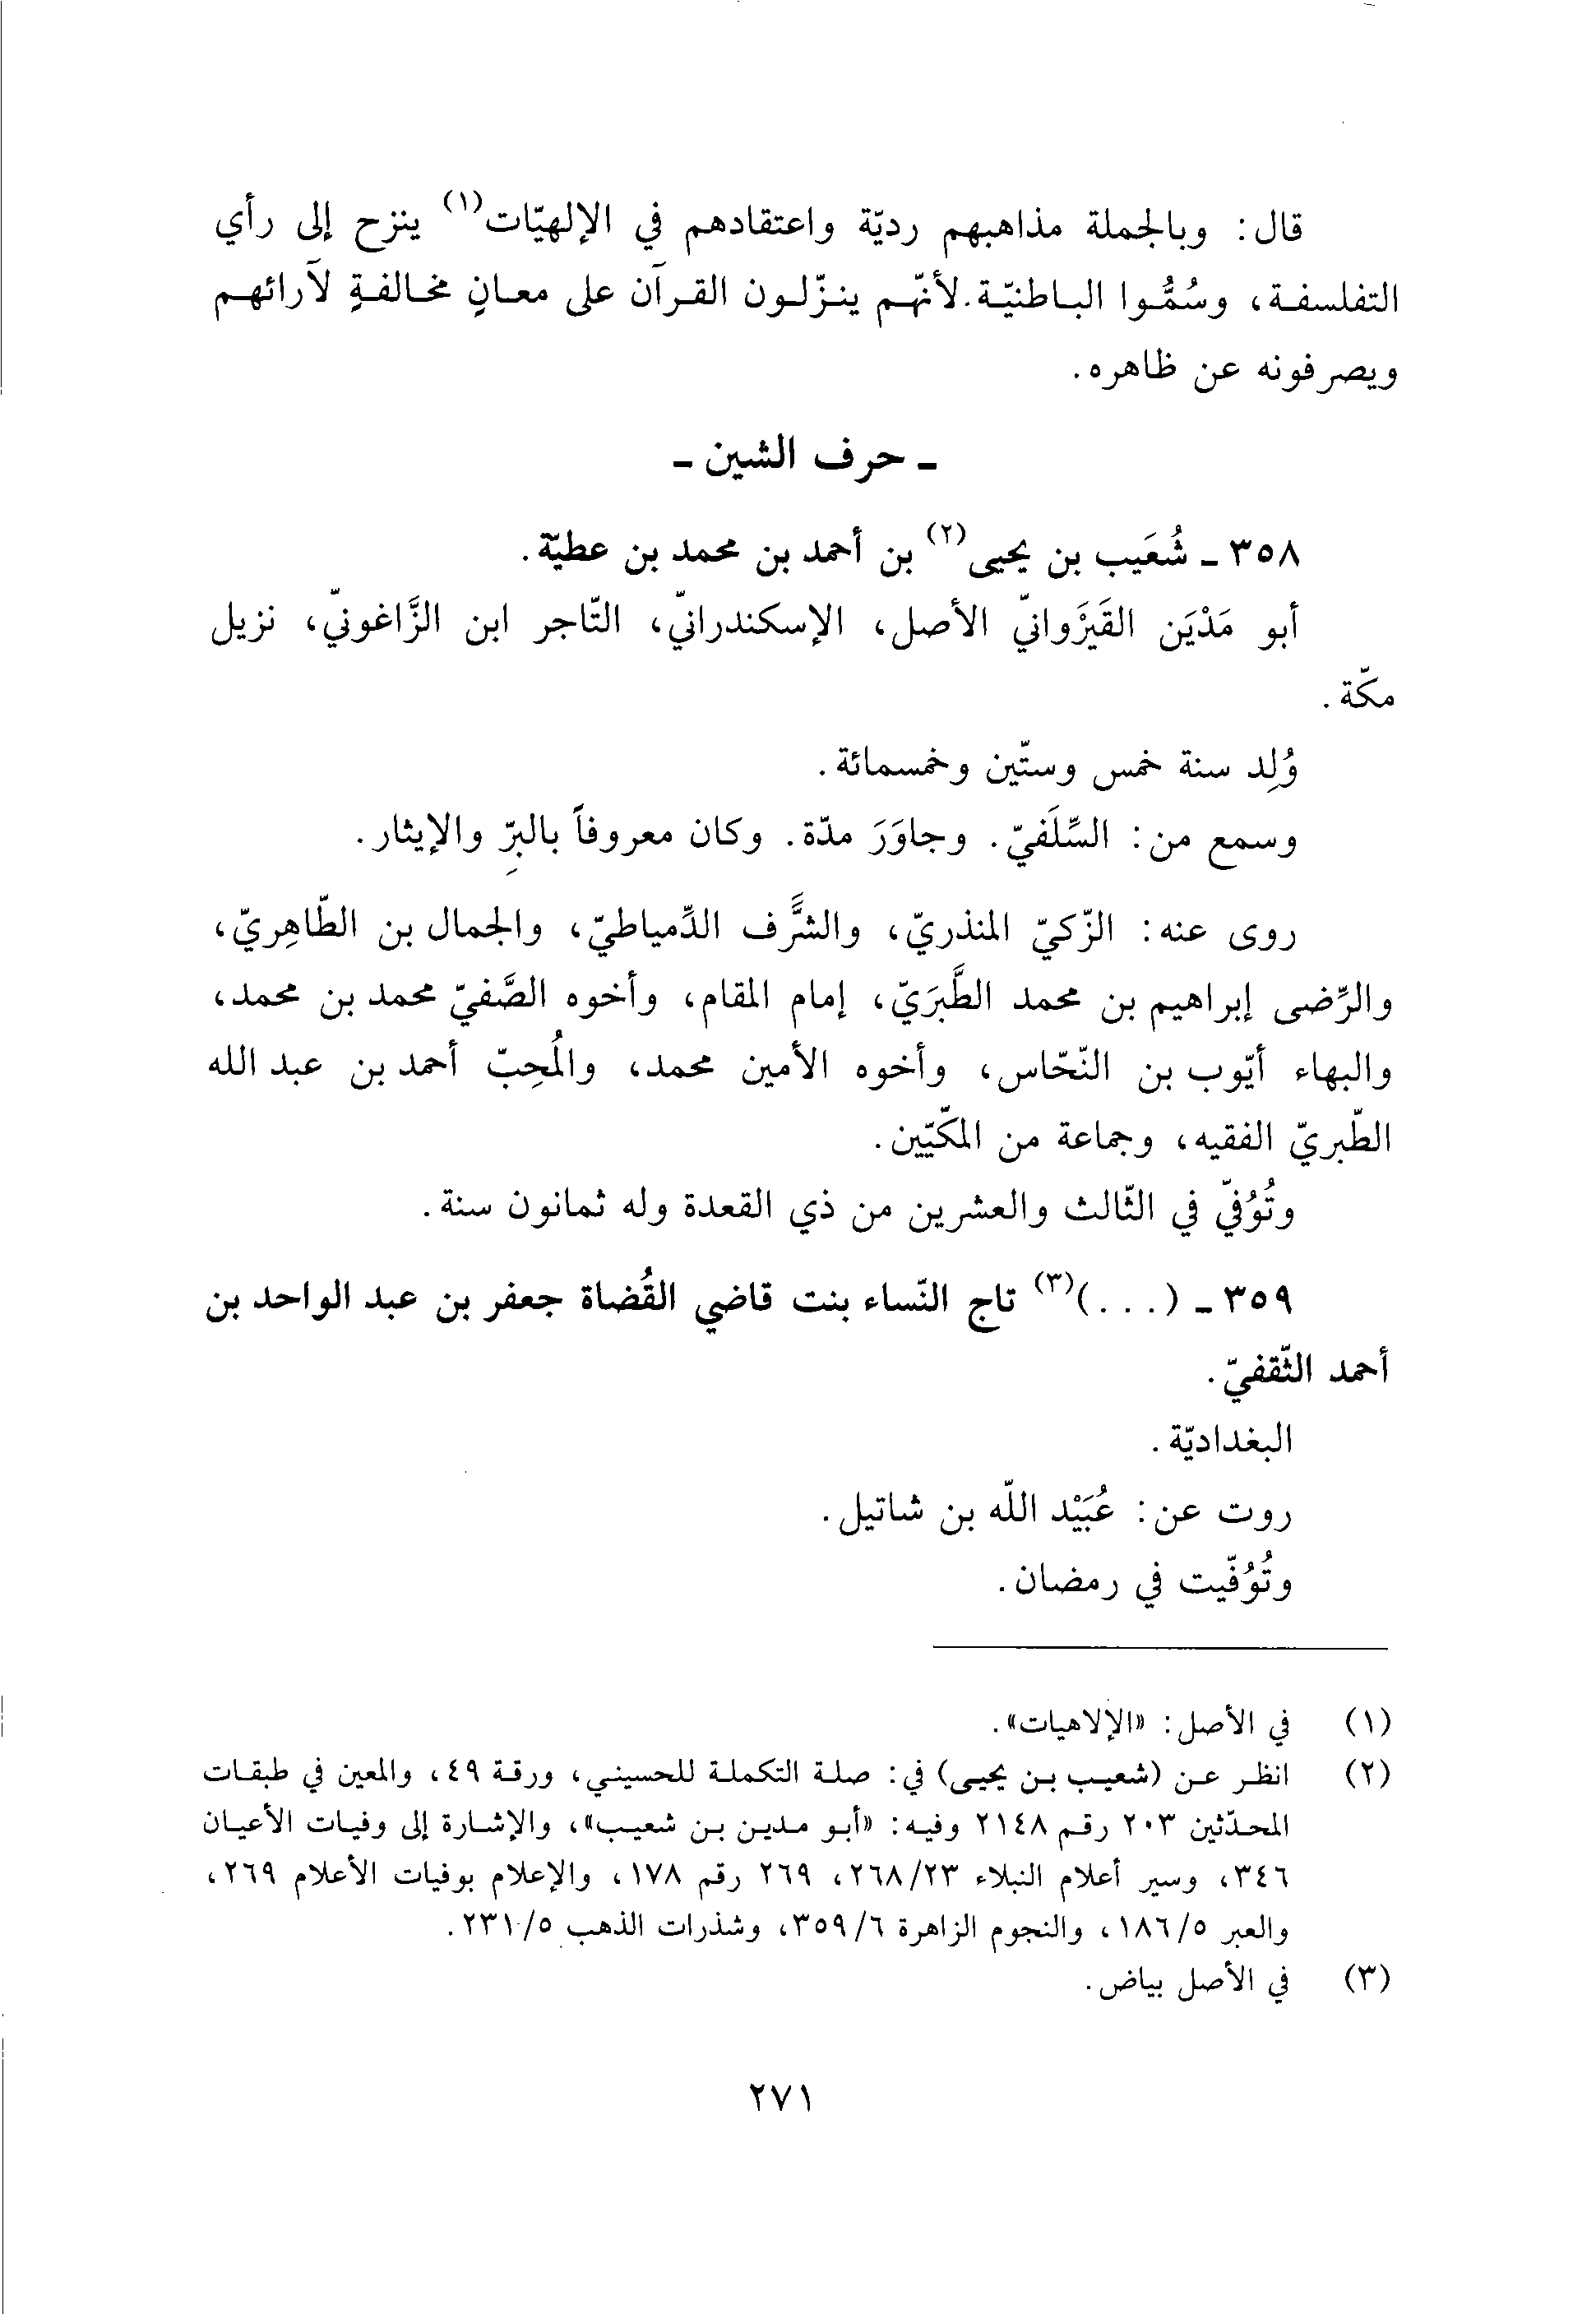 قال: وبالجملة مذاهبهم رديّة واعتقادهم في الإلهيّات(١) ينزح إلى رأي
التفلسفة، وسُمُّوا الباطنيّة.لأنّهم ينزّلون القرآن على معانٍ مخالفةٍ لآرائهم
ويصرفونه عن ظاهره.
- حرف الشين -
٣٥٨ - شُعَيب بن يحيى(٢) بن أحمد بن محمد بن عطيّة.
أبو مَدْيَن القَيْزَوانيّ الأصل، الإسكندرانيّ، التّاجر ابن الزَّاغونيّ، نزيل
مكّة.
وُلِد سنة خمس وستّين وخمسمائة.
وسمع من: السِّلَفيّ. وجاوَرَ مدّة. وكان معروفاً بالبرِّ والإيثار.
روى عنه: الزّكيّ المنذريّ، والشَّرَف الدِّمياطيّ، والجمال بن الطّاهِريّ،
والرِّضى إبراهيم بن محمد الطَّبَرَيّ، إمام المقام، وأخوه الصَّفيّ محمد بن محمد،
والبهاء أيّوب بن النّحّاس، وأخوه الأمين محمد، والُمحِبّ أحمد بن عبد الله
الطّبريّ الفقيه، وجماعة من المكّيّين.
وتُوُفيّ في الثّالث والعشرين من ذي القعدة وله ثمانون سنة.
٣٥٩ - (...)(٣) تاج النّساء بنت قاضي القُضاة جعفر بن عبد الواحد بن
أحمد الثّقفيّ.
البغداديّة.
روت عن: عُبَيْد اللّه بن شاتيل.
وتُوُفّيت في رمضان.
(١) في الأصل: «الإلاهيات».
(٢) انظر عن (شعيب بن يحيى) في: صلة التكملة للحسيني، ورقة ٤٩، والمعين في طبقات
المحدّثين ٢٠٣ رقم ٢١٤٨ وفيه: «أبو مدين بن شعيب»، والإشارة إلى وفيات الأعيان
٣٤٦، وسير أعلام النبلاء ٢٦٨/٢٣، ٢٦٩ رقم ١٧٨، والإعلام بوفيات الأعلام ٢٦٩،
والعبر ١٨٦/٥، والنجوم الزاهرة ٣٥٩/٦، وشذرات الذهب ٢٣١/٥.
(٣) في الأصل بياض.
٢٧١